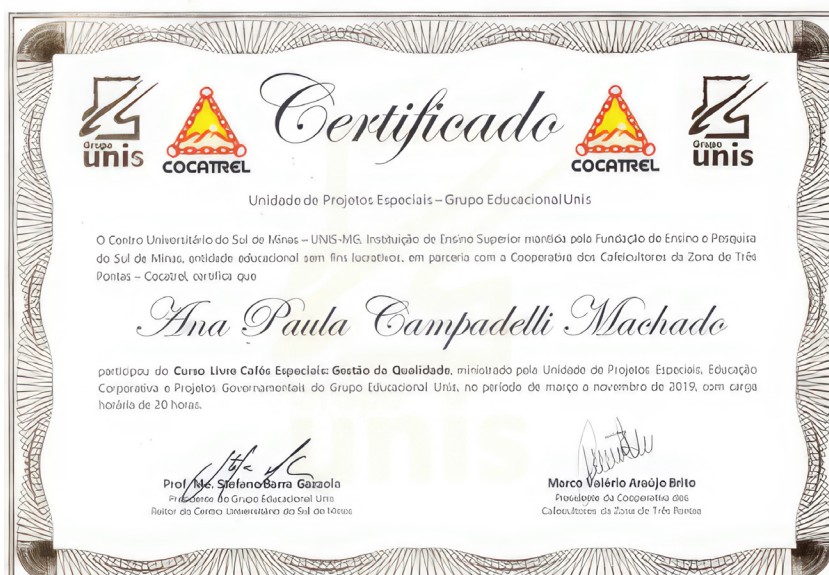 Certificado
Grupo
unis
COCATREL
COCATREL
Grupo
unis
Unidade de Projetos Especiais – Grupo Educacional Unis
O Centro Universitário do Sul de Minas – UNIS-MG, Instituição de Ensino Superior mantida pela Fundação de Ensino e Pesquisa
do Sul de Minas, entidade educacional sem fins lucrativos, em parceria com a Cooperativa dos Cafeicultores da Zona de Três
Pontas – Cocatrel, certifica que
Ana Paula Campadelli Machado
participou do Curso Livre Cafés Especiais: Gestão da Qualidade, ministrado pela Unidade de Projetos Especiais, Educação
Corporativa e Projetos Governamentais do Grupo Educacional Unis, no período de março a novembro de 2019, com carga
horária de 20 horas.
unis
Prof. Me. Stefano Barra Gazzola
Presidente do Grupo Educacional Unis
Reitor do Centro Universitário do Sul de Minas
Marco Valério Araújo Brito
Presidente da Cooperativa dos
Cafeicultores da Zona de Três Pontas